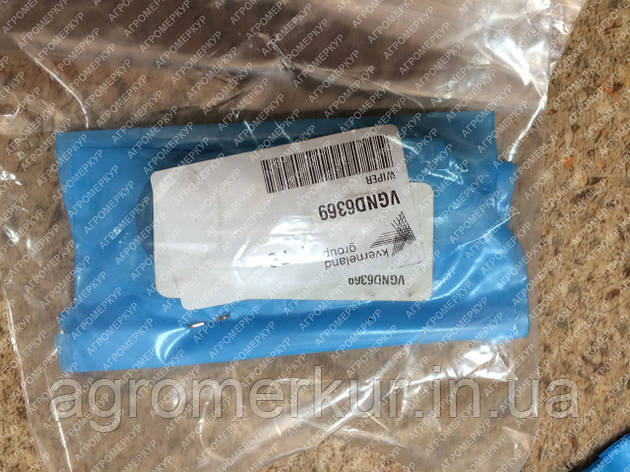 WIPER
VGND6369
kverneland
group
VGND6369
АГРОМЕРКУР
agromerkur.in.ua